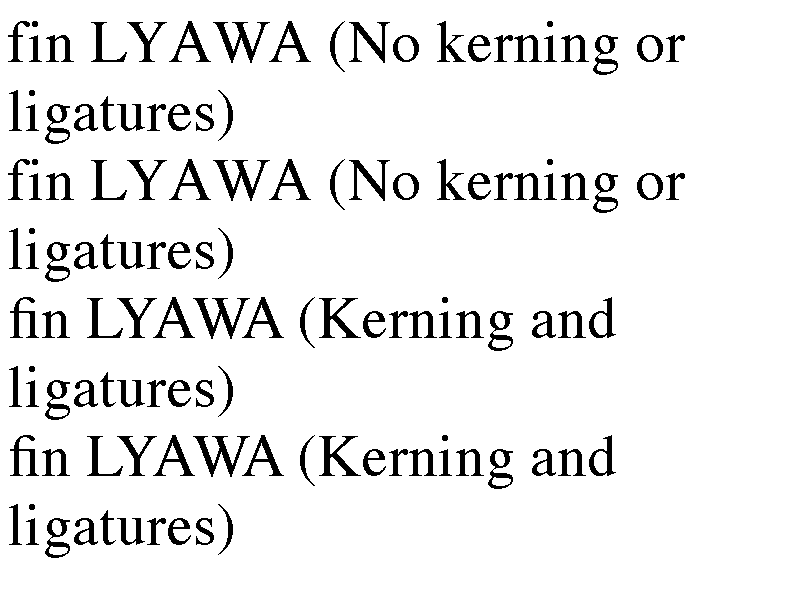 fin LYAWA (No kerning or
ligatures)
fin LYAWA (No kerning or
ligatures)
fin LYAWA (Kerning and
ligatures)
fin LYAWA (Kerning and
ligatures)